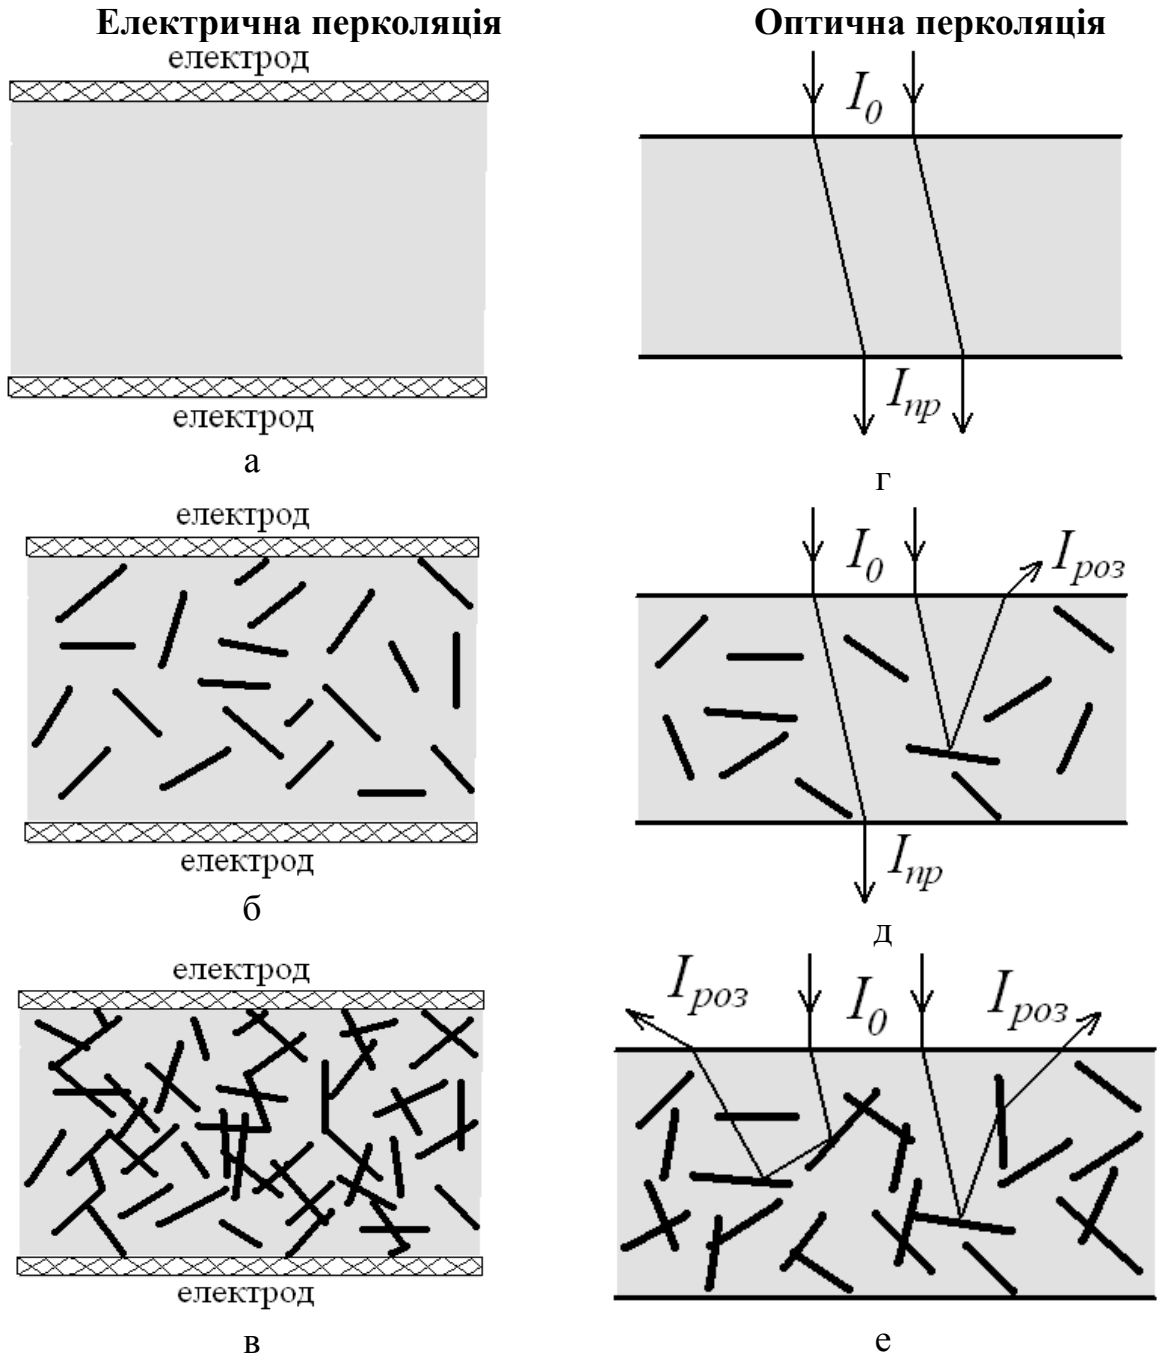 Електрична перколяція
Оптична перколяція
електрод
I₀
електрод
Iпр
а
г
електрод
I₀
Iроз
електрод
Iпр
б
д
електрод
Iроз
I₀
Iроз
електрод
в
е